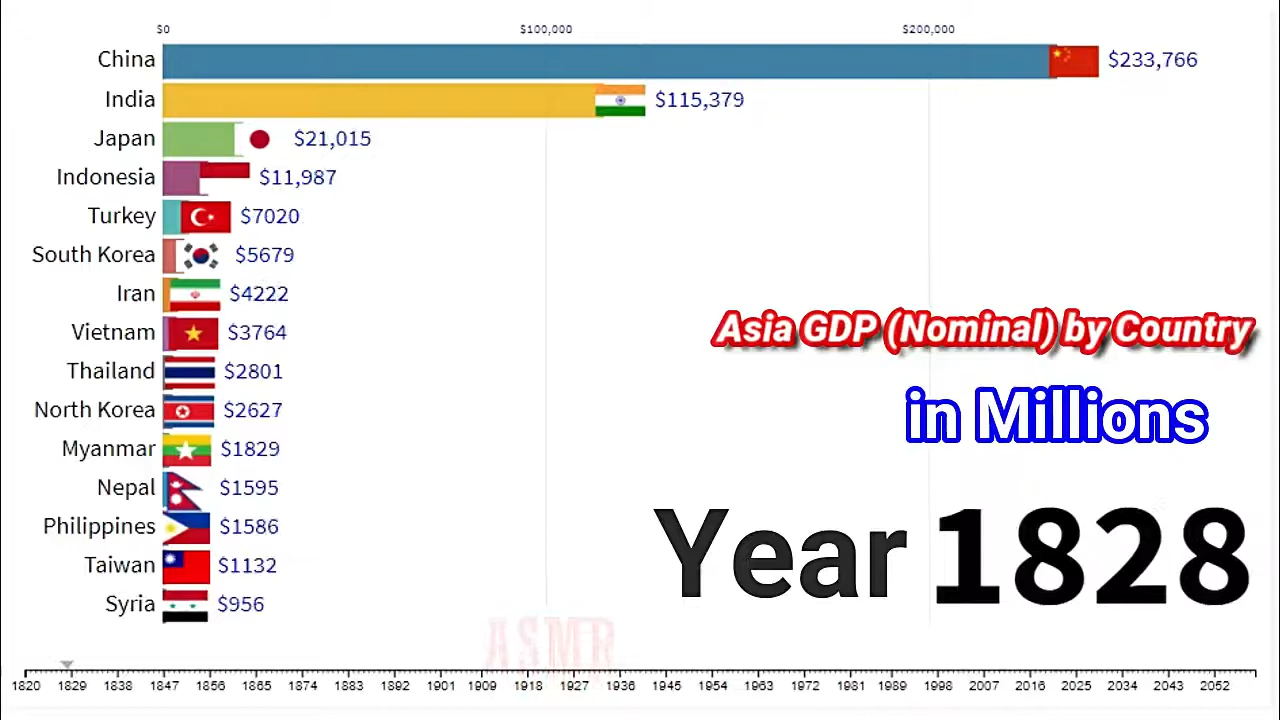 $0 $100,000 $200,000
China $233,766
India $115,379
Japan $21,015
Indonesia $11,987
Turkey $7020
South Korea $5679
Iran $4222
Vietnam $3764
Thailand $2801
North Korea $2627
Myanmar $1829
Nepal $1595
Philippines $1586
Taiwan $1132
Syria $956
Asia GDP (Nominal) by Country
in Millions
Year 1828
ASMR
1820 1829 1838 1847 1856 1865 1874 1883 1892 1901 1909 1918 1927 1936 1945 1954 1963 1972 1981 1989 1998 2007 2016 2025 2034 2043 2052